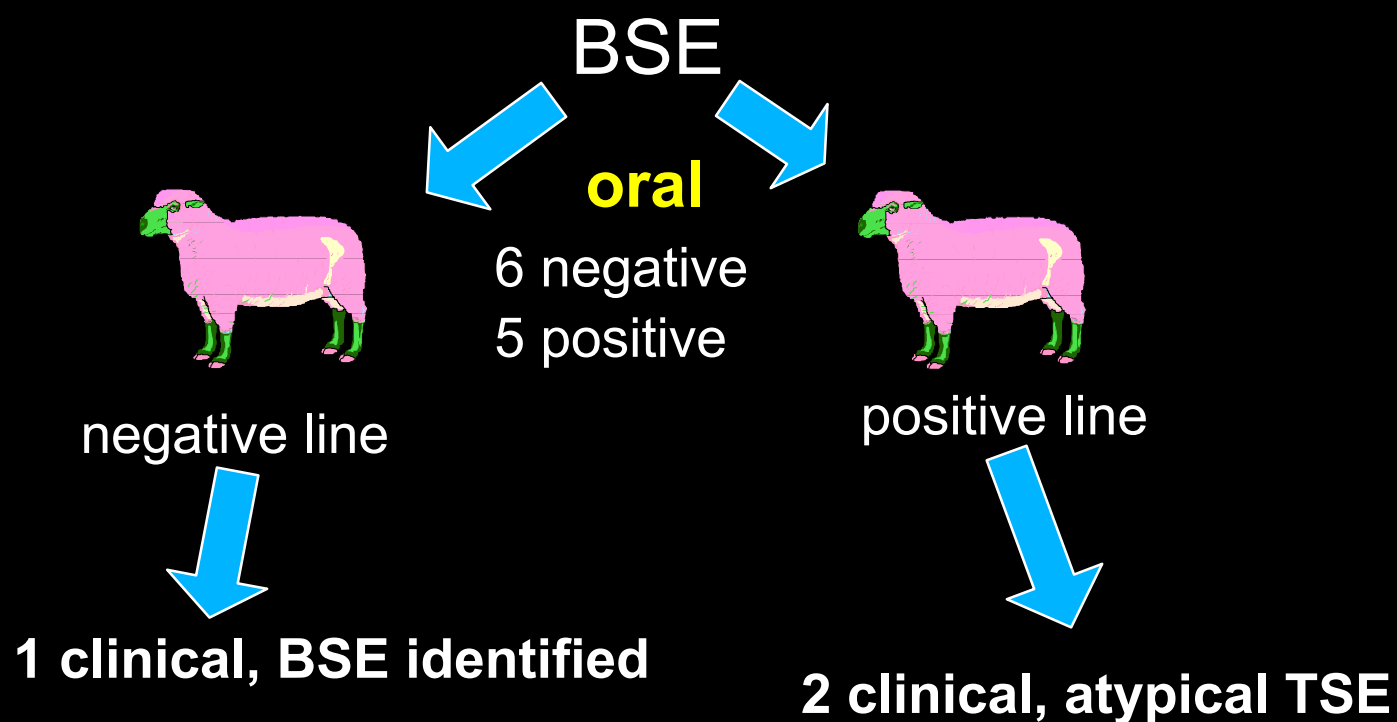 BSE
oral
6 negative
5 positive
negative line
positive line
1 clinical, BSE identified
2 clinical, atypical TSE